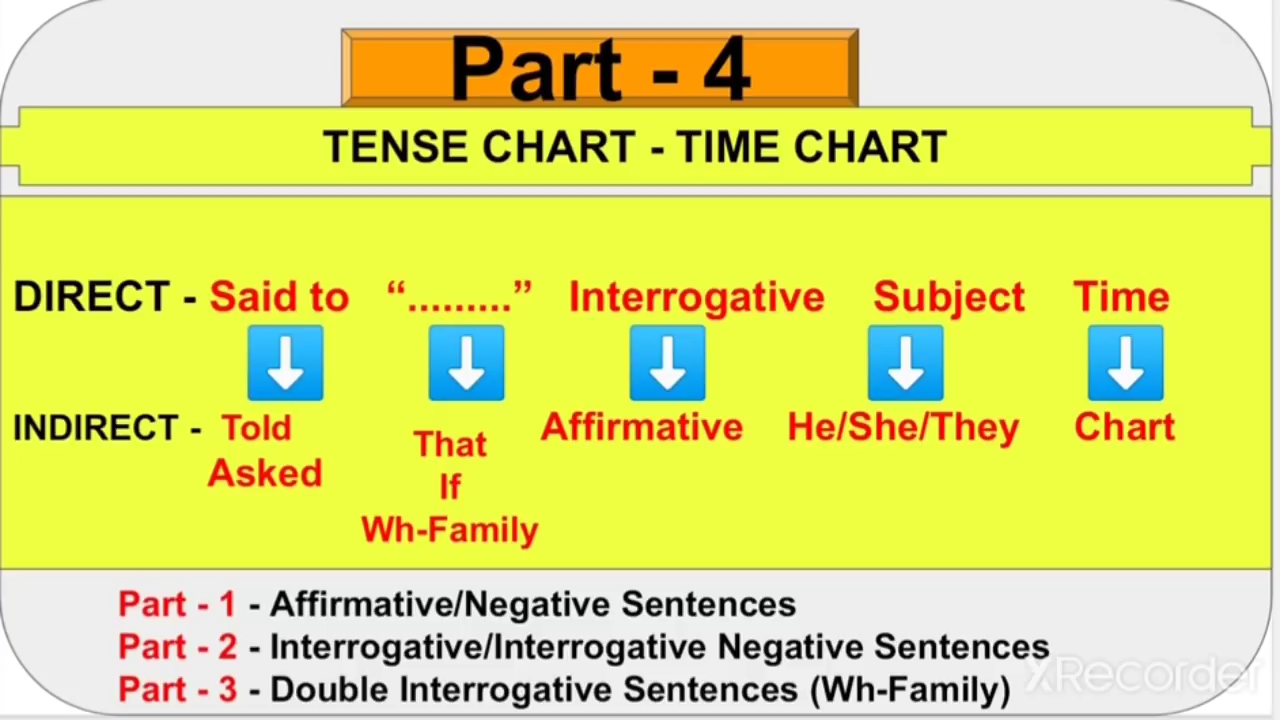 Part - 4
TENSE CHART - TIME CHART
DIRECT - Said to “.........” Interrogative Subject Time
INDIRECT - Told Affirmative He/She/They Chart
Asked
That
If
Wh-Family
Part - 1 - Affirmative/Negative Sentences
Part - 2 - Interrogative/Interrogative Negative Sentences
Part - 3 - Double Interrogative Sentences (Wh-Family)
XRecorder